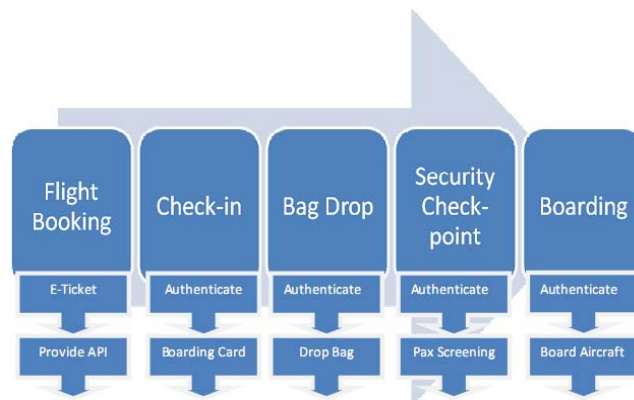 Flight
Booking
Check-in
Bag Drop
Security
Check-
point
Boarding
E-Ticket
Authenticate
Authenticate
Authenticate
Authenticate
Provide API
Boarding Card
Drop Bag
Pax Screening
Board Aircraft